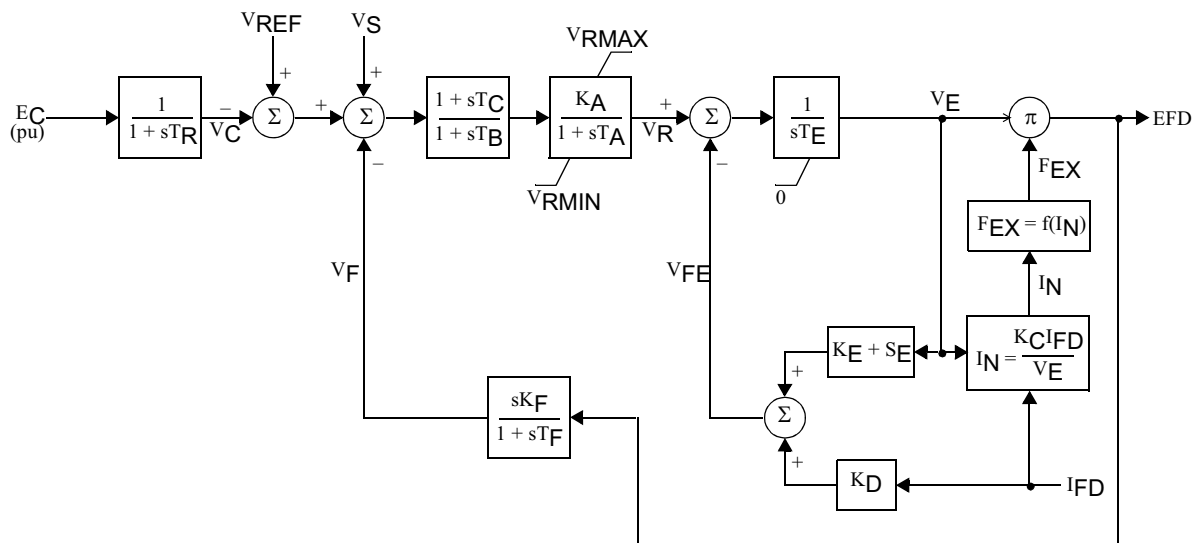 VREF
VS
VRMAX
+
+
EC
(pu)
1
1 + sTR
−
VC
Σ
+
Σ
1 + sTC
1 + sTB
KA
1 + sTA
+
VR
Σ
1
sTE
VE
π
EFD
−
−
VRMIN
0
FEX
FEX = f(IN)
VF
VFE
IN
KE + SE
IN = KCIFD
VE
+
sKF
1 + sTF
Σ
+
KD
IFD